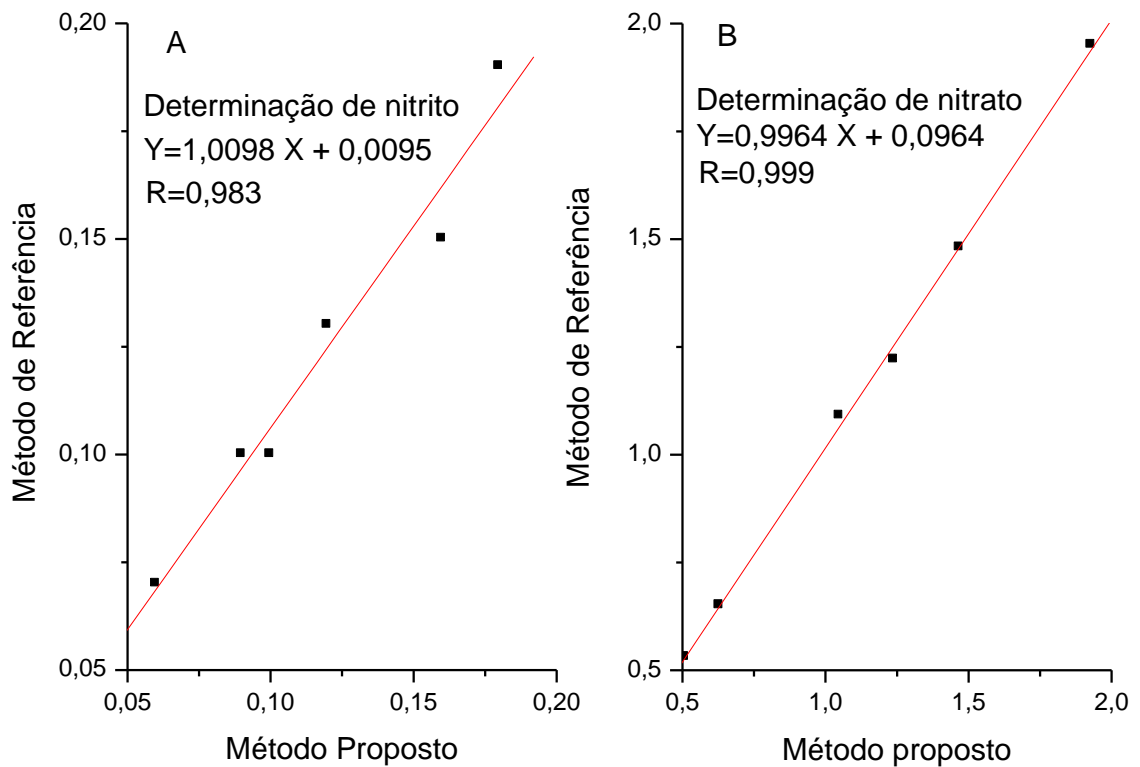 A
Determinação de nitrito
Y=1,0098 X + 0,0095
R=0,983
Método de Referência
0,20
0,15
0,10
0,05
0,05
0,10
0,15
0,20
Método Proposto
B
Determinação de nitrato
Y=0,9964 X + 0,0964
R=0,999
Método de Referência
2,0
1,5
1,0
0,5
0,5
1,0
1,5
2,0
Método proposto